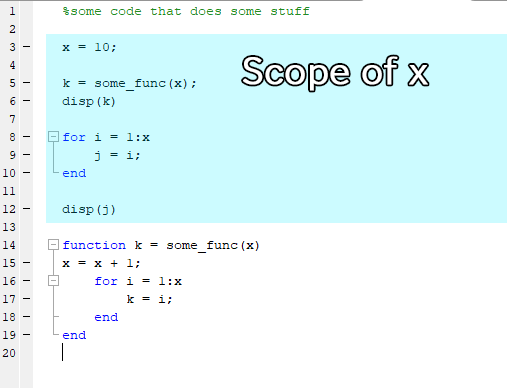 1 %some code that does some stuff
2
3 – x = 10;
4
5 – k = some_func(x);
6 – disp(k)
Scope of x
7
8 – for i = 1:x
9 – j = i;
10 – end
11
12 – disp(j)
13
14 function k = some_func(x)
15 – x = x + 1;
16 – for i = 1:x
17 – k = i;
18 – end
19 – end
20